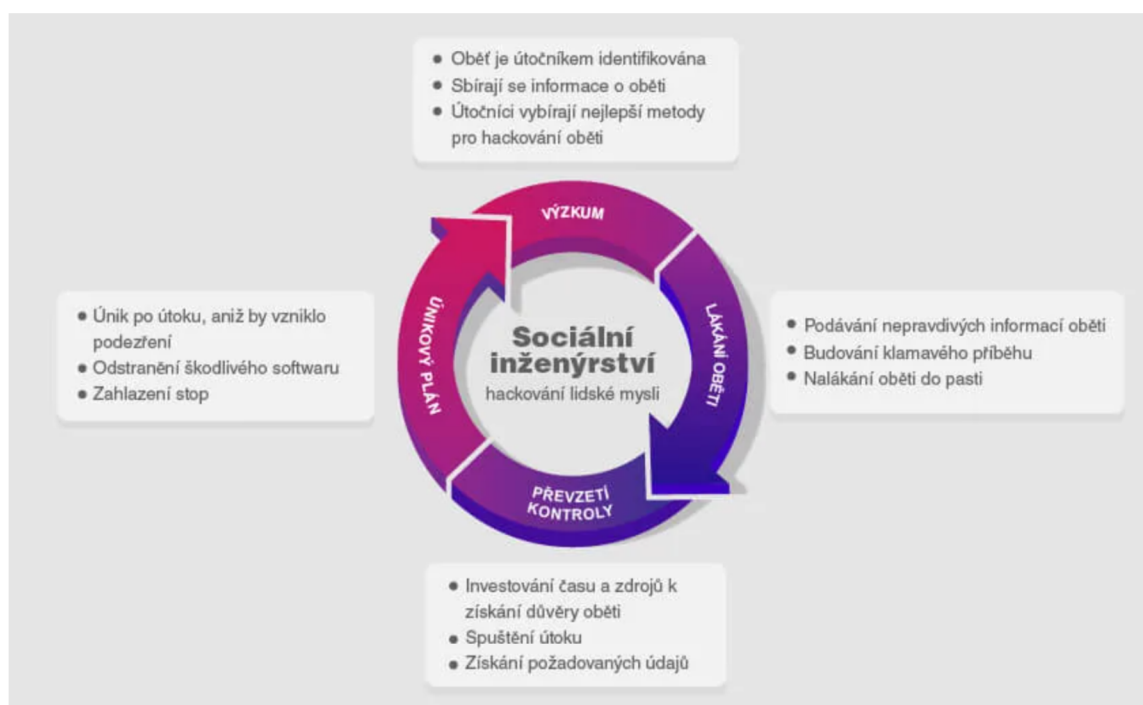 • Oběť je útočníkem identifikována
• Sbírají se informace o oběti
• Útočníci vybírají nejlepší metody
pro hackování oběti
VÝZKUM
• Únik po útoku, aniž by vzniklo
podezření
• Odstranění škodlivého softwaru
• Zahlazení stop
ÚNIKOVÝ PLÁN
Sociální
inženýrství
hackování lidské mysli
LÁKÁNÍ OBĚTI
• Podávání nepravdivých informací oběti
• Budování klamavého příběhu
• Nalákání oběti do pasti
PŘEVZETÍ
KONTROLY
• Investování času a zdrojů k
získání důvěry oběti
• Spuštění útoku
• Získání požadovaných údajů